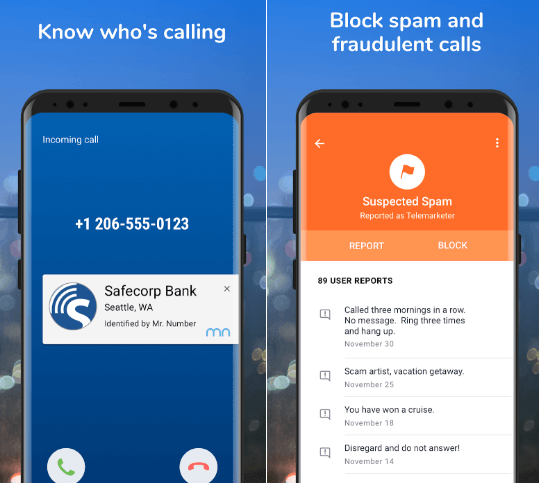 Know who's calling
Incoming call
+1 206-555-0123
Safecorp Bank
Seattle, WA
Identified by Mr. Number
mn
Block spam and
fraudulent calls
Suspected Spam
Reported as Telemarketer
REPORT BLOCK
89 USER REPORTS
Called three mornings in a row.
No message. Ring three times
and hang up.
November 30
Scam artist, vacation getaway.
November 25
You have won a cruise.
November 18
Disregard and do not answer!
November 14